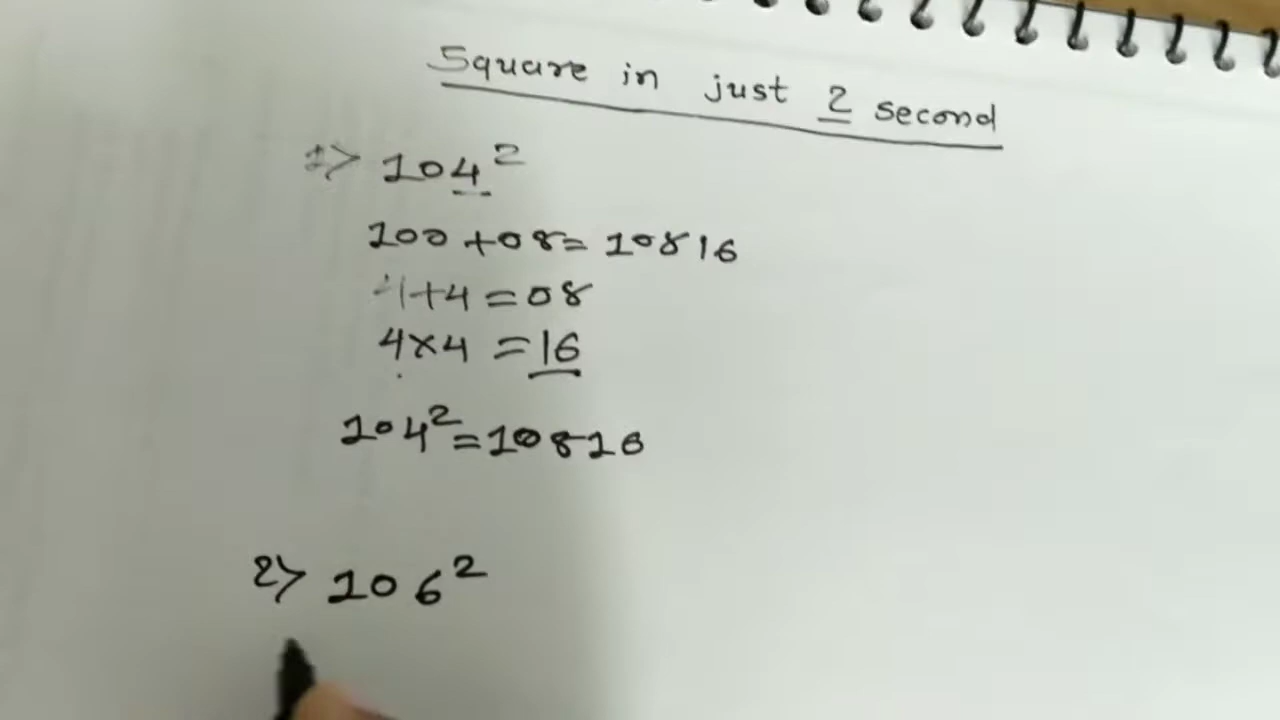 Square in just 2 second
1> 104²
100 +08= 10816
4+4 =08
4×4 =16
104²=10816
2> 106²